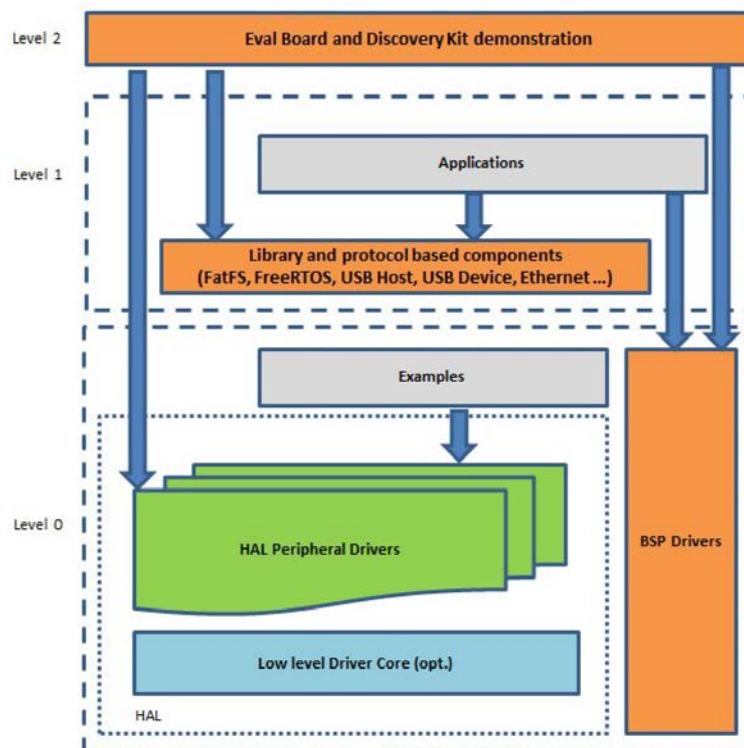 Level 2
Eval Board and Discovery Kit demonstration
Level 1
Applications
Library and protocol based components
(FatFS, FreeRTOS, USB Host, USB Device, Ethernet ...)
Examples
Level 0
HAL Peripheral Drivers
BSP Drivers
Low level Driver Core (opt.)
HAL